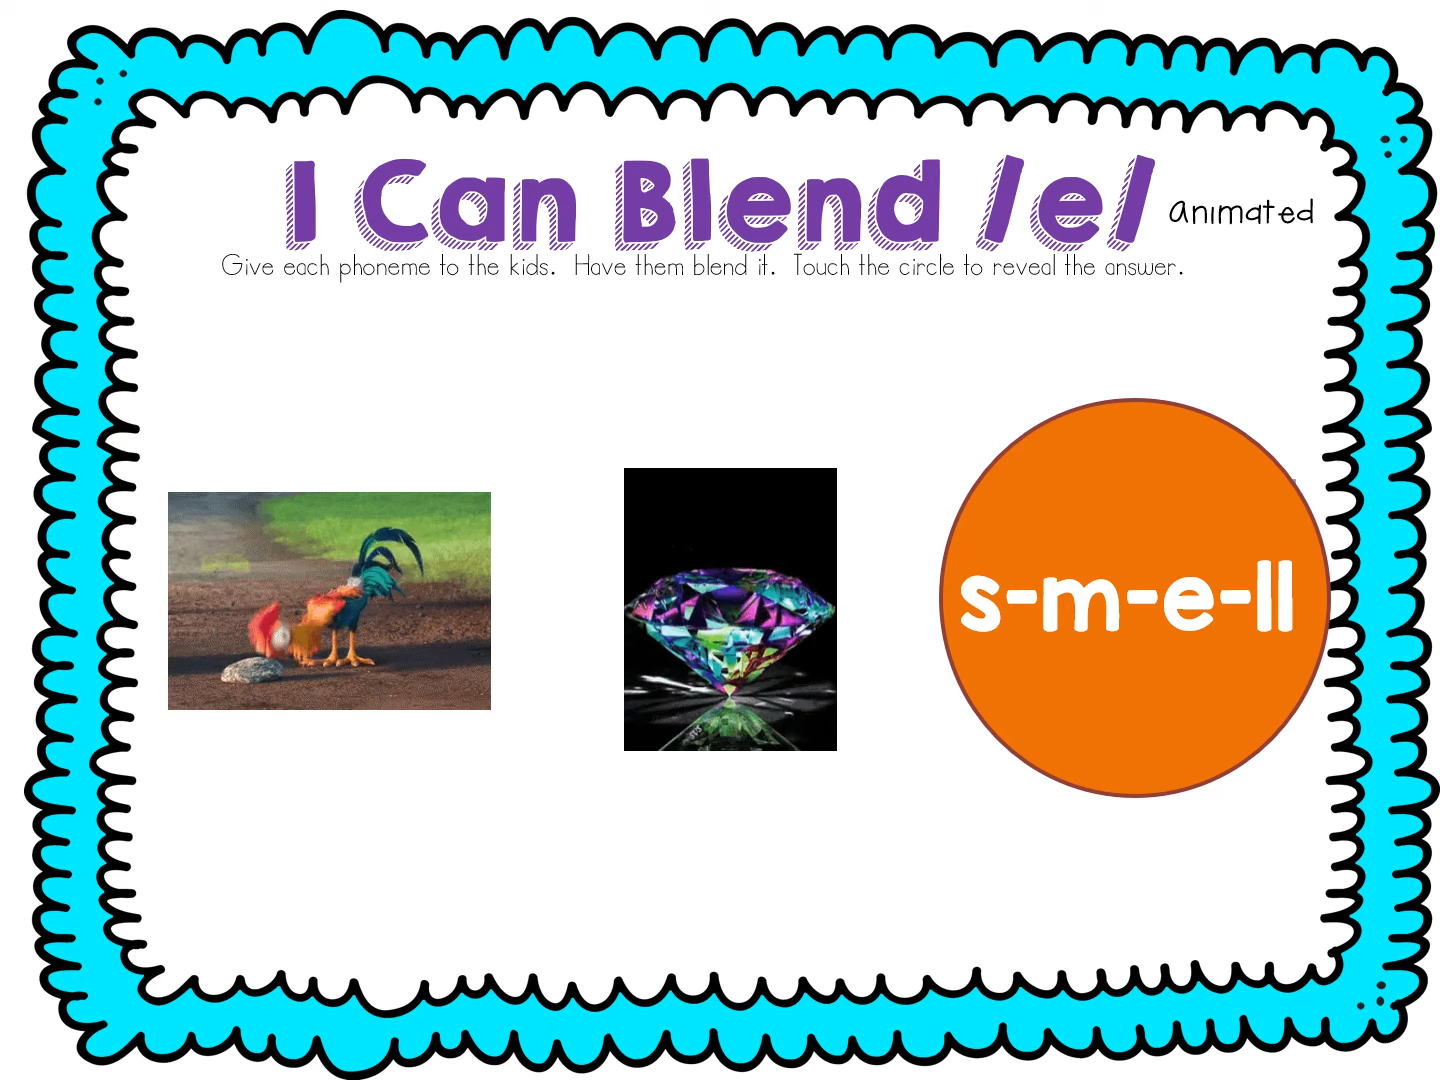 I Can Blend /e/ animated
Give each phoneme to the kids. Have them blend it. Touch the circle to reveal the answer.
s-m-e-ll